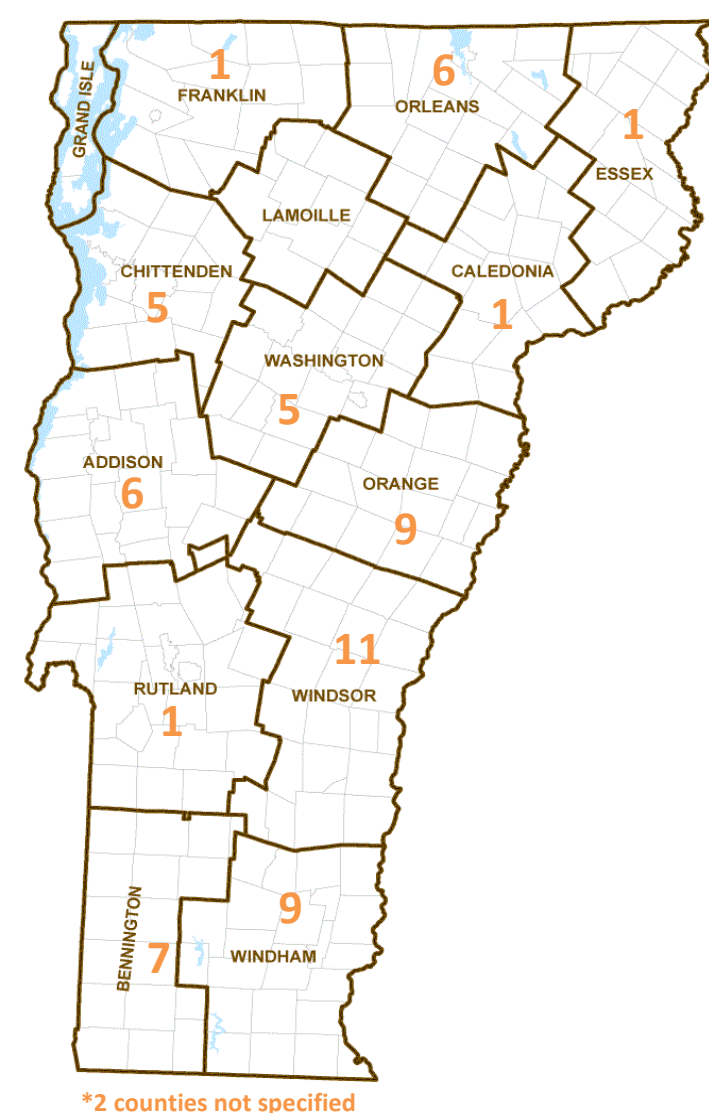 1
FRANKLIN
GRAND ISLE
6
ORLEANS
1
ESSEX
LAMOILLE
CHITTENDEN
5
CALEDONIA
1
WASHINGTON
5
ADDISON
6
ORANGE
9
11
WINDSOR
RUTLAND
1
BENNINGTON
7
9
WINDHAM
*2 counties not specified